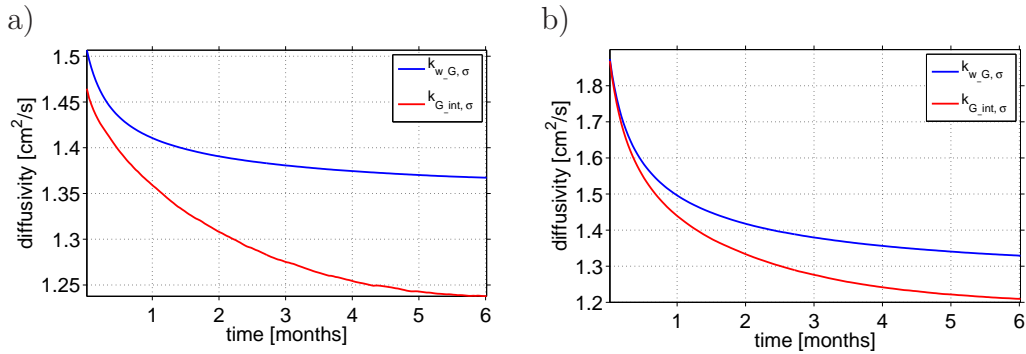 a)
diffusivity [cm²/s]
1.5
1.45
1.4
1.35
1.3
1.25
k_w_G, σ
k_G_int, σ
1 2 3 4 5 6
time [months]
b)
diffusivity [cm²/s]
1.8
1.7
1.6
1.5
1.4
1.3
1.2
k_w_G, σ
k_G_int, σ
1 2 3 4 5 6
time [months]